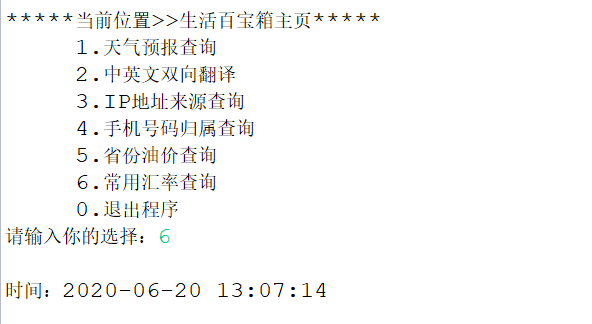 *****当前位置>>生活百宝箱主页*****
1.天气预报查询
2.中英文双向翻译
3.IP地址来源查询
4.手机号码归属查询
5.省份油价查询
6.常用汇率查询
0.退出程序
请输入你的选择：6
时间：2020-06-20 13:07:14